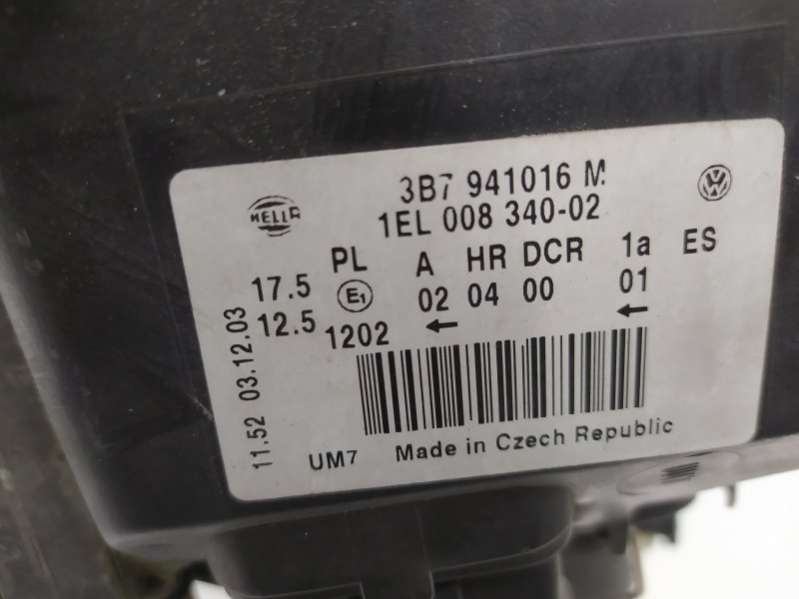 HELLA
3B7 941016 M
1EL 008 340-02
PL A HR DCR 1a ES
17.5 E1 02 04 00 01
12.5 1202 ← ←
11.52 03.12.03
UM7 Made in Czech Republic